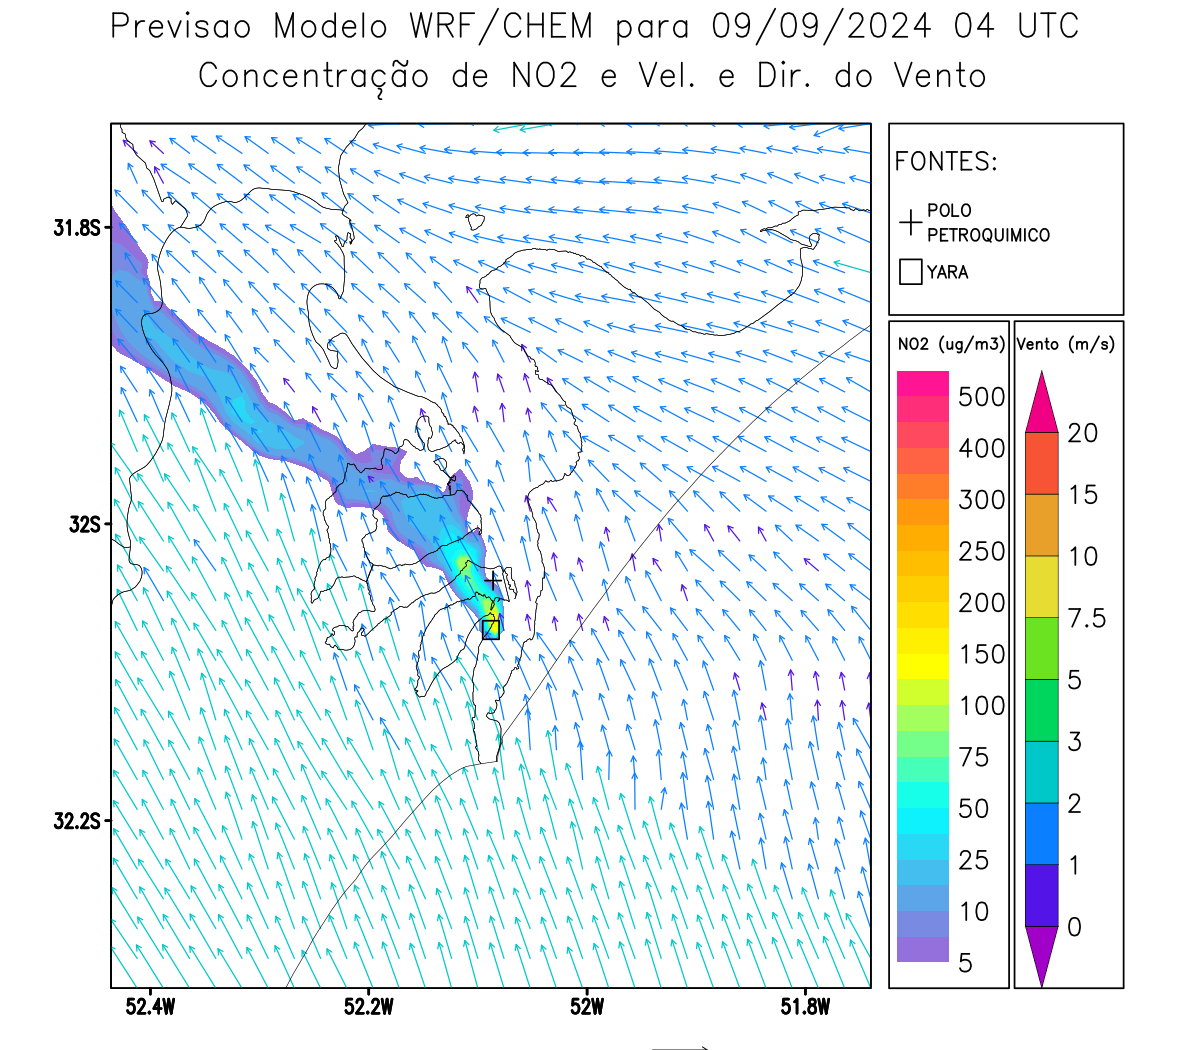 Previsao Modelo WRF/CHEM para 09/09/2024 04 UTC
Concentração de NO2 e Vel. e Dir. do Vento
FONTES:
POLO
PETROQUIMICO
YARA
NO2 (ug/m3)
500
400
300
250
200
150
100
75
50
25
10
5
Vento (m/s)
20
15
10
7.5
5
3
2
1
0
31.8S
32S
32.2S
52.4W
52.2W
52W
51.8W